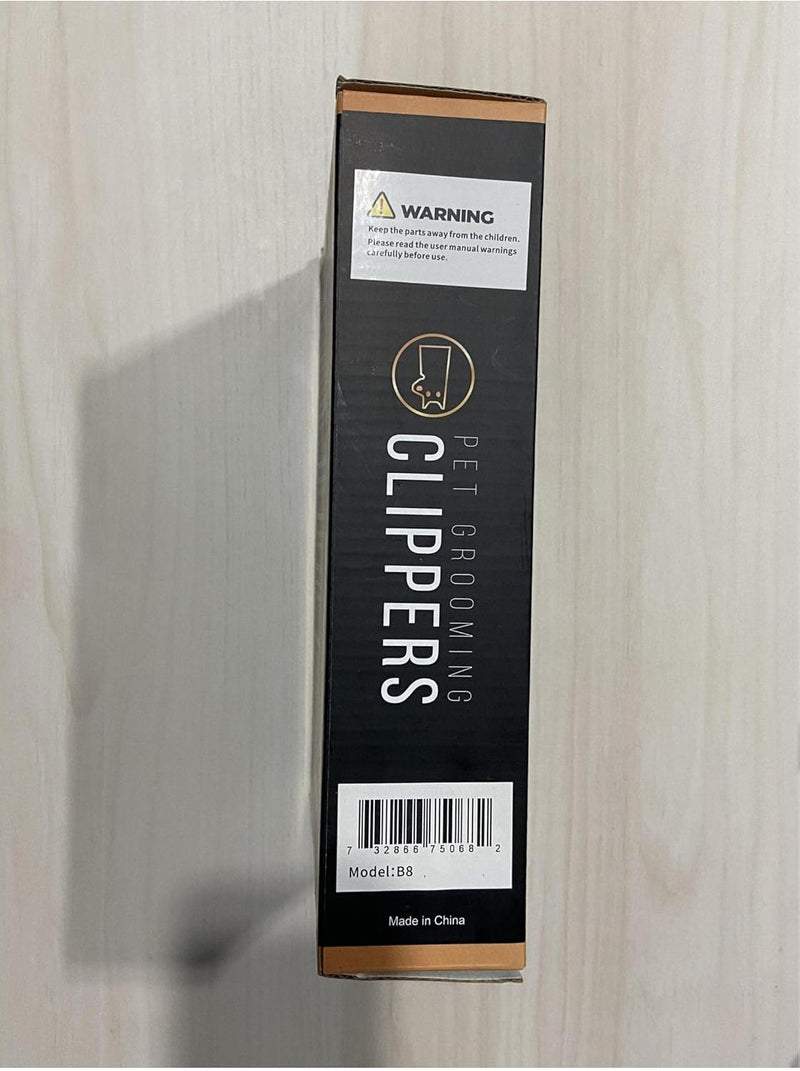 WARNING
Keep the parts away from the children.
Please read the user manual warnings
carefully before use.
PET GROOMING
CLIPPERS
7 32866 75068 2
Model:B8
Made in China